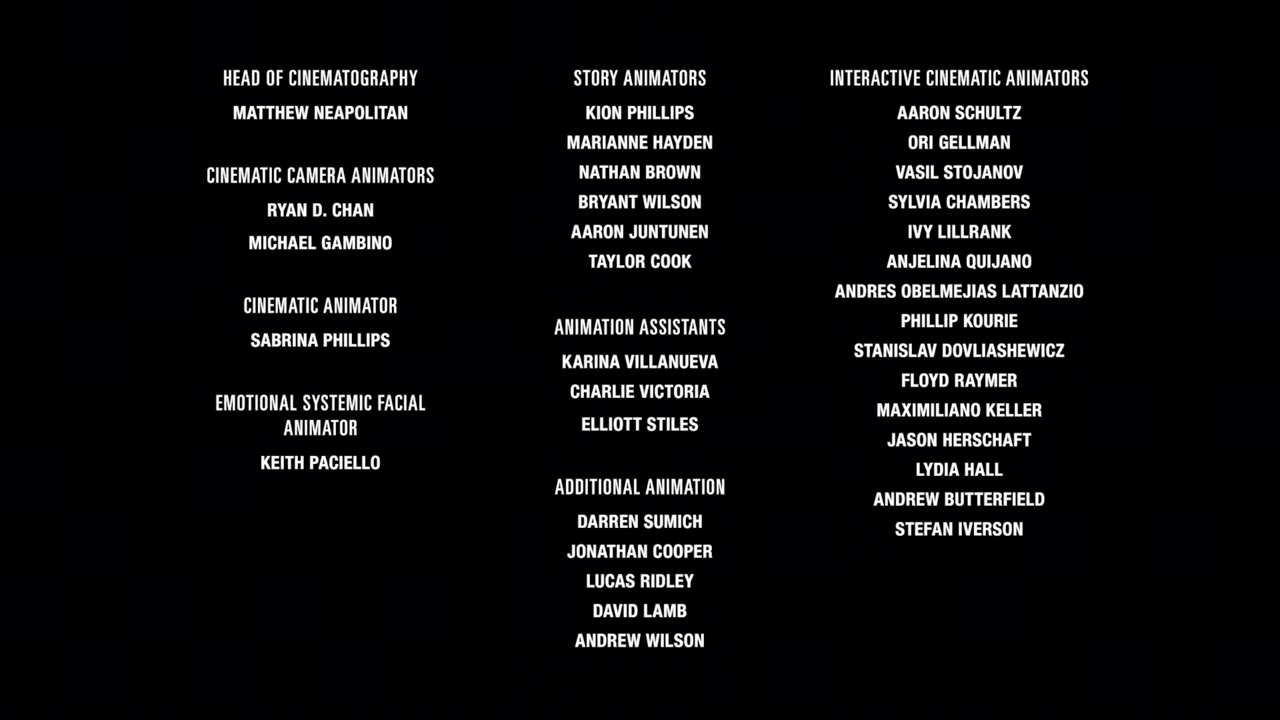 HEAD OF CINEMATOGRAPHY
MATTHEW NEAPOLITAN
CINEMATIC CAMERA ANIMATORS
RYAN D. CHAN
MICHAEL GAMBINO
CINEMATIC ANIMATOR
SABRINA PHILLIPS
EMOTIONAL SYSTEMIC FACIAL
ANIMATOR
KEITH PACIELLO
STORY ANIMATORS
KION PHILLIPS
MARIANNE HAYDEN
NATHAN BROWN
BRYANT WILSON
AARON JUNTUNEN
TAYLOR COOK
ANIMATION ASSISTANTS
KARINA VILLANUEVA
CHARLIE VICTORIA
ELLIOTT STILES
ADDITIONAL ANIMATION
DARREN SUMICH
JONATHAN COOPER
LUCAS RIDLEY
DAVID LAMB
ANDREW WILSON
INTERACTIVE CINEMATIC ANIMATORS
AARON SCHULTZ
ORI GELLMAN
VASIL STOJANOV
SYLVIA CHAMBERS
IVY LILLRANK
ANJELINA QUIJANO
ANDRES OBELMEJIAS LATTANZIO
PHILLIP KOURIE
STANISLAV DOVLIASHEWICZ
FLOYD RAYMER
MAXIMILIANO KELLER
JASON HERSCHAFT
LYDIA HALL
ANDREW BUTTERFIELD
STEFAN IVERSON